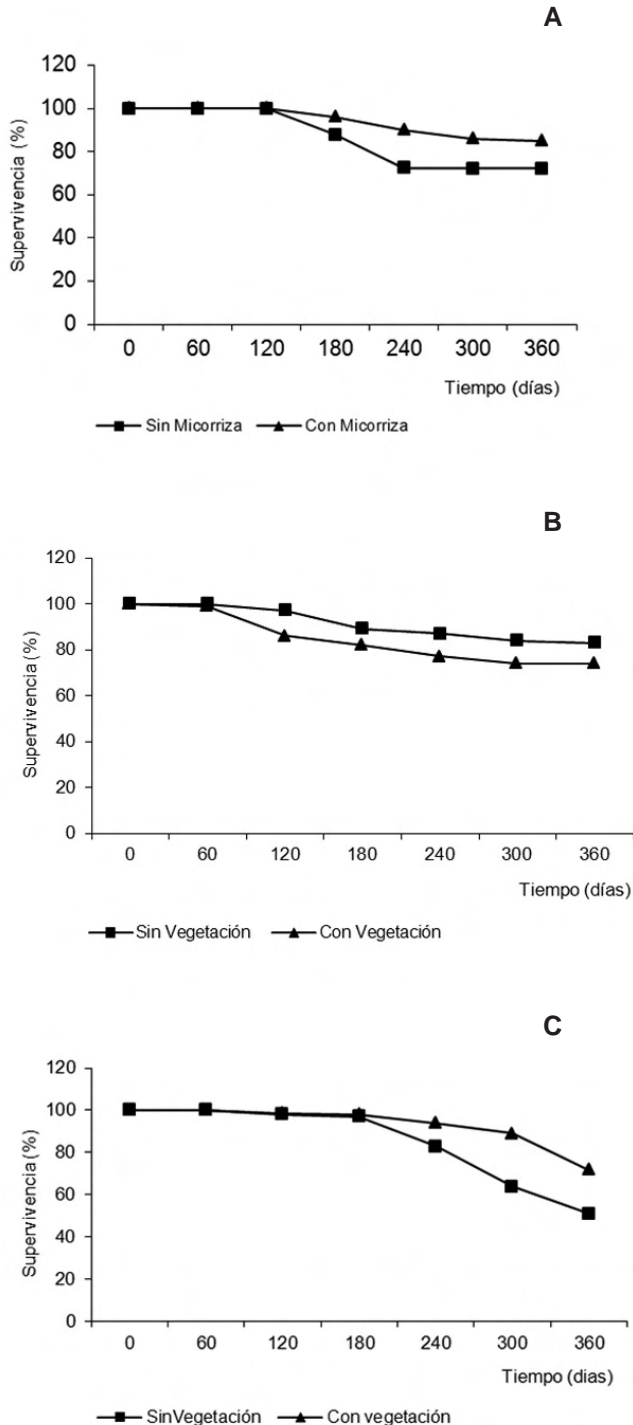 A
120
100
80
60
40
20
0
Supervivencia (%)
0 60 120 180 240 300 360
Tiempo (días)
Sin Micorriza Con Micorriza
B
120
100
80
60
40
20
0
Supervivencia (%)
0 60 120 180 240 300 360
Tiempo (días)
Sin Vegetación Con Vegetación
C
120
100
80
60
40
20
0
Supervivencia (%)
0 60 120 180 240 300 360
Tiempo (dias)
SinVegetación Con vegetación